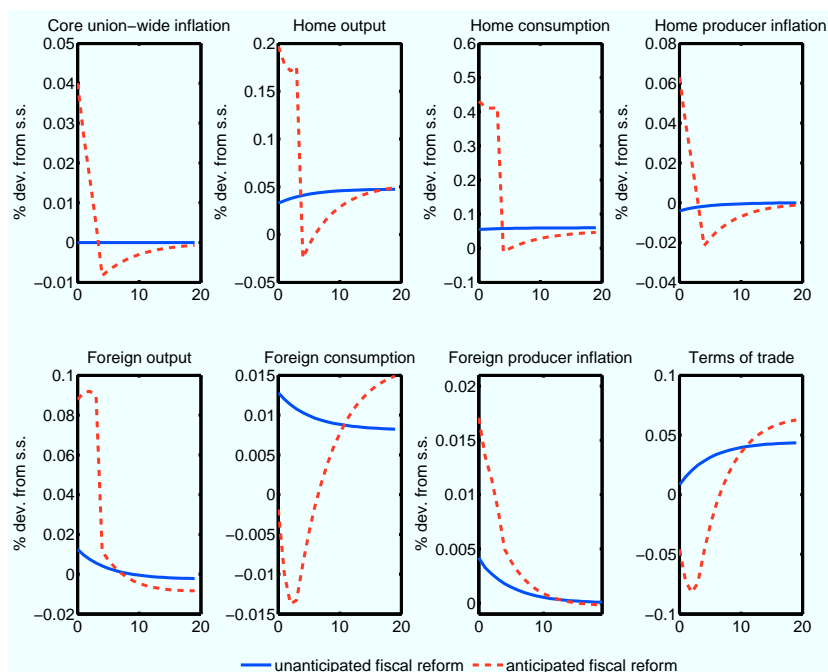 Core union−wide inflation
% dev. from s.s.
0.05
0.04
0.03
0.02
0.01
0
−0.01
0 10 20
Home output
% dev. from s.s.
0.2
0.15
0.1
0.05
0
−0.05
0 10 20
Home consumption
% dev. from s.s.
0.6
0.5
0.4
0.3
0.2
0.1
0
−0.1
0 10 20
Home producer inflation
% dev. from s.s.
0.08
0.06
0.04
0.02
0
−0.02
−0.04
0 10 20
Foreign output
% dev. from s.s.
0.1
0.08
0.06
0.04
0.02
0
−0.02
0 10 20
Foreign consumption
% dev. from s.s.
0.015
0.01
0.005
0
−0.005
−0.01
−0.015
0 10 20
Foreign producer inflation
% dev. from s.s.
0.02
0.015
0.01
0.005
0
0 10 20
Terms of trade
% dev. from s.s.
0.1
0.05
0
−0.05
−0.1
0 10 20
unanticipated fiscal reform
anticipated fiscal reform